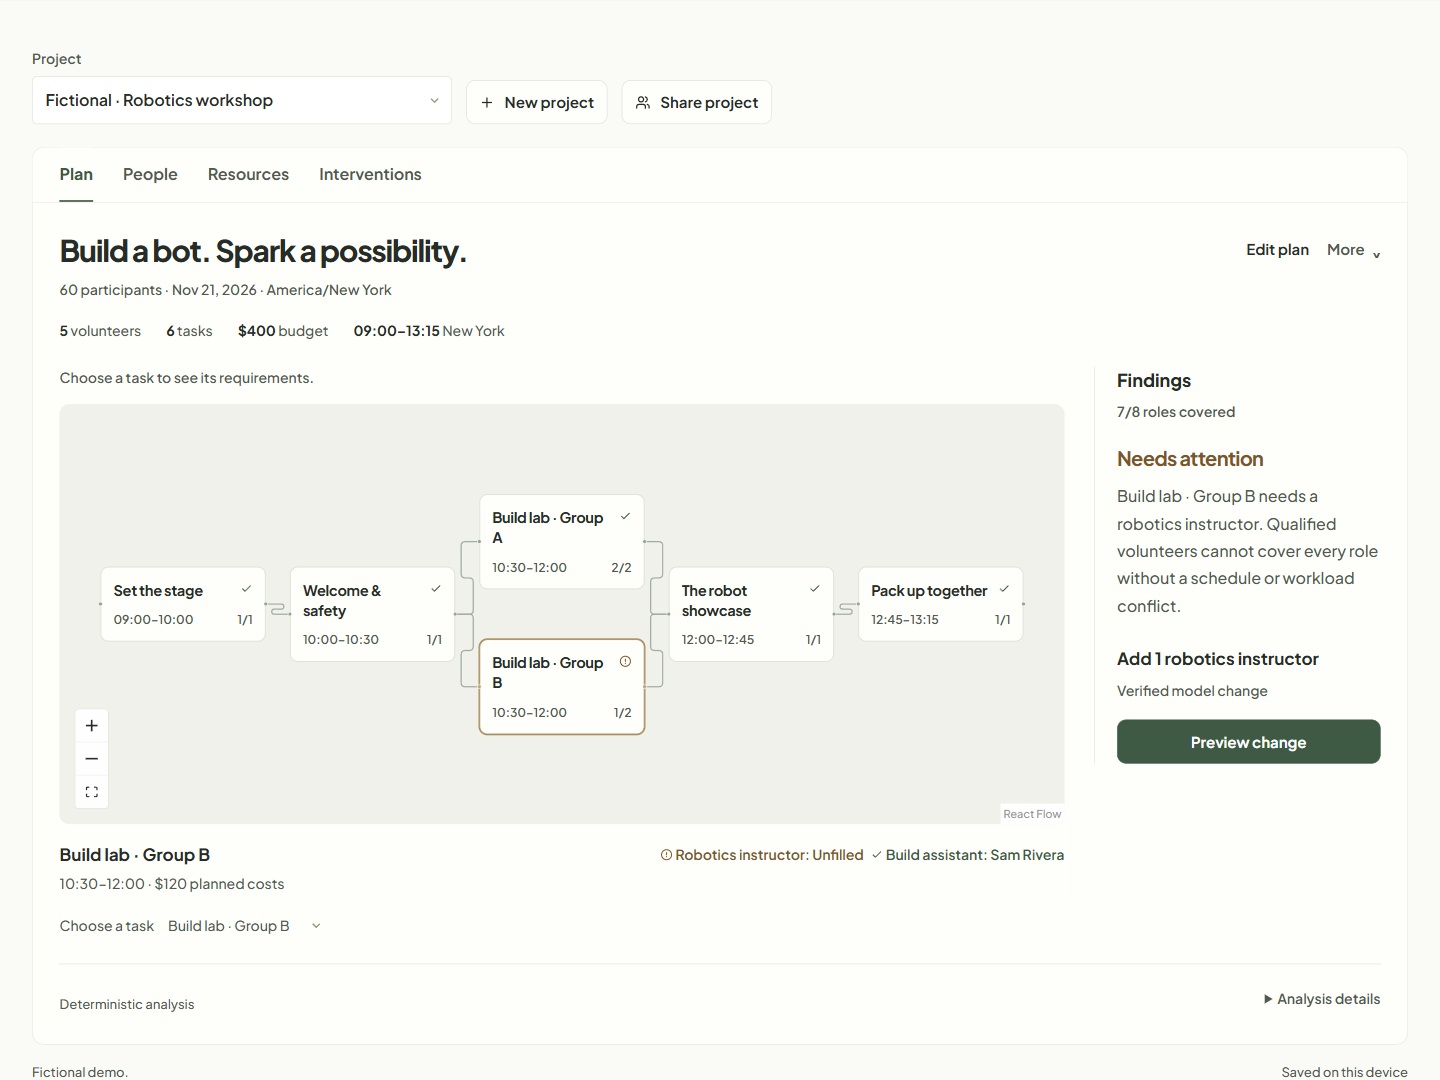 Project
Fictional · Robotics workshop
New project
Share project
Plan
People
Resources
Interventions
Build a bot. Spark a possibility.
Edit plan
More
60 participants · Nov 21, 2026 · America/New York
5 volunteers
6 tasks
$400 budget
09:00–13:15 New York
Choose a task to see its requirements.
Set the stage
09:00–10:00
1/1
Welcome &
safety
10:00–10:30
1/1
Build lab · Group
A
10:30–12:00
2/2
Build lab · Group
B
10:30–12:00
1/2
The robot
showcase
12:00–12:45
1/1
Pack up together
12:45–13:15
1/1
React Flow
Findings
7/8 roles covered
Needs attention
Build lab · Group B needs a
robotics instructor. Qualified
volunteers cannot cover every role
without a schedule or workload
conflict.
Add 1 robotics instructor
Verified model change
Preview change
Build lab · Group B
Robotics instructor: Unfilled
Build assistant: Sam Rivera
10:30–12:00 · $120 planned costs
Choose a task
Build lab · Group B
Deterministic analysis
Analysis details
Fictional demo.
Saved on this device